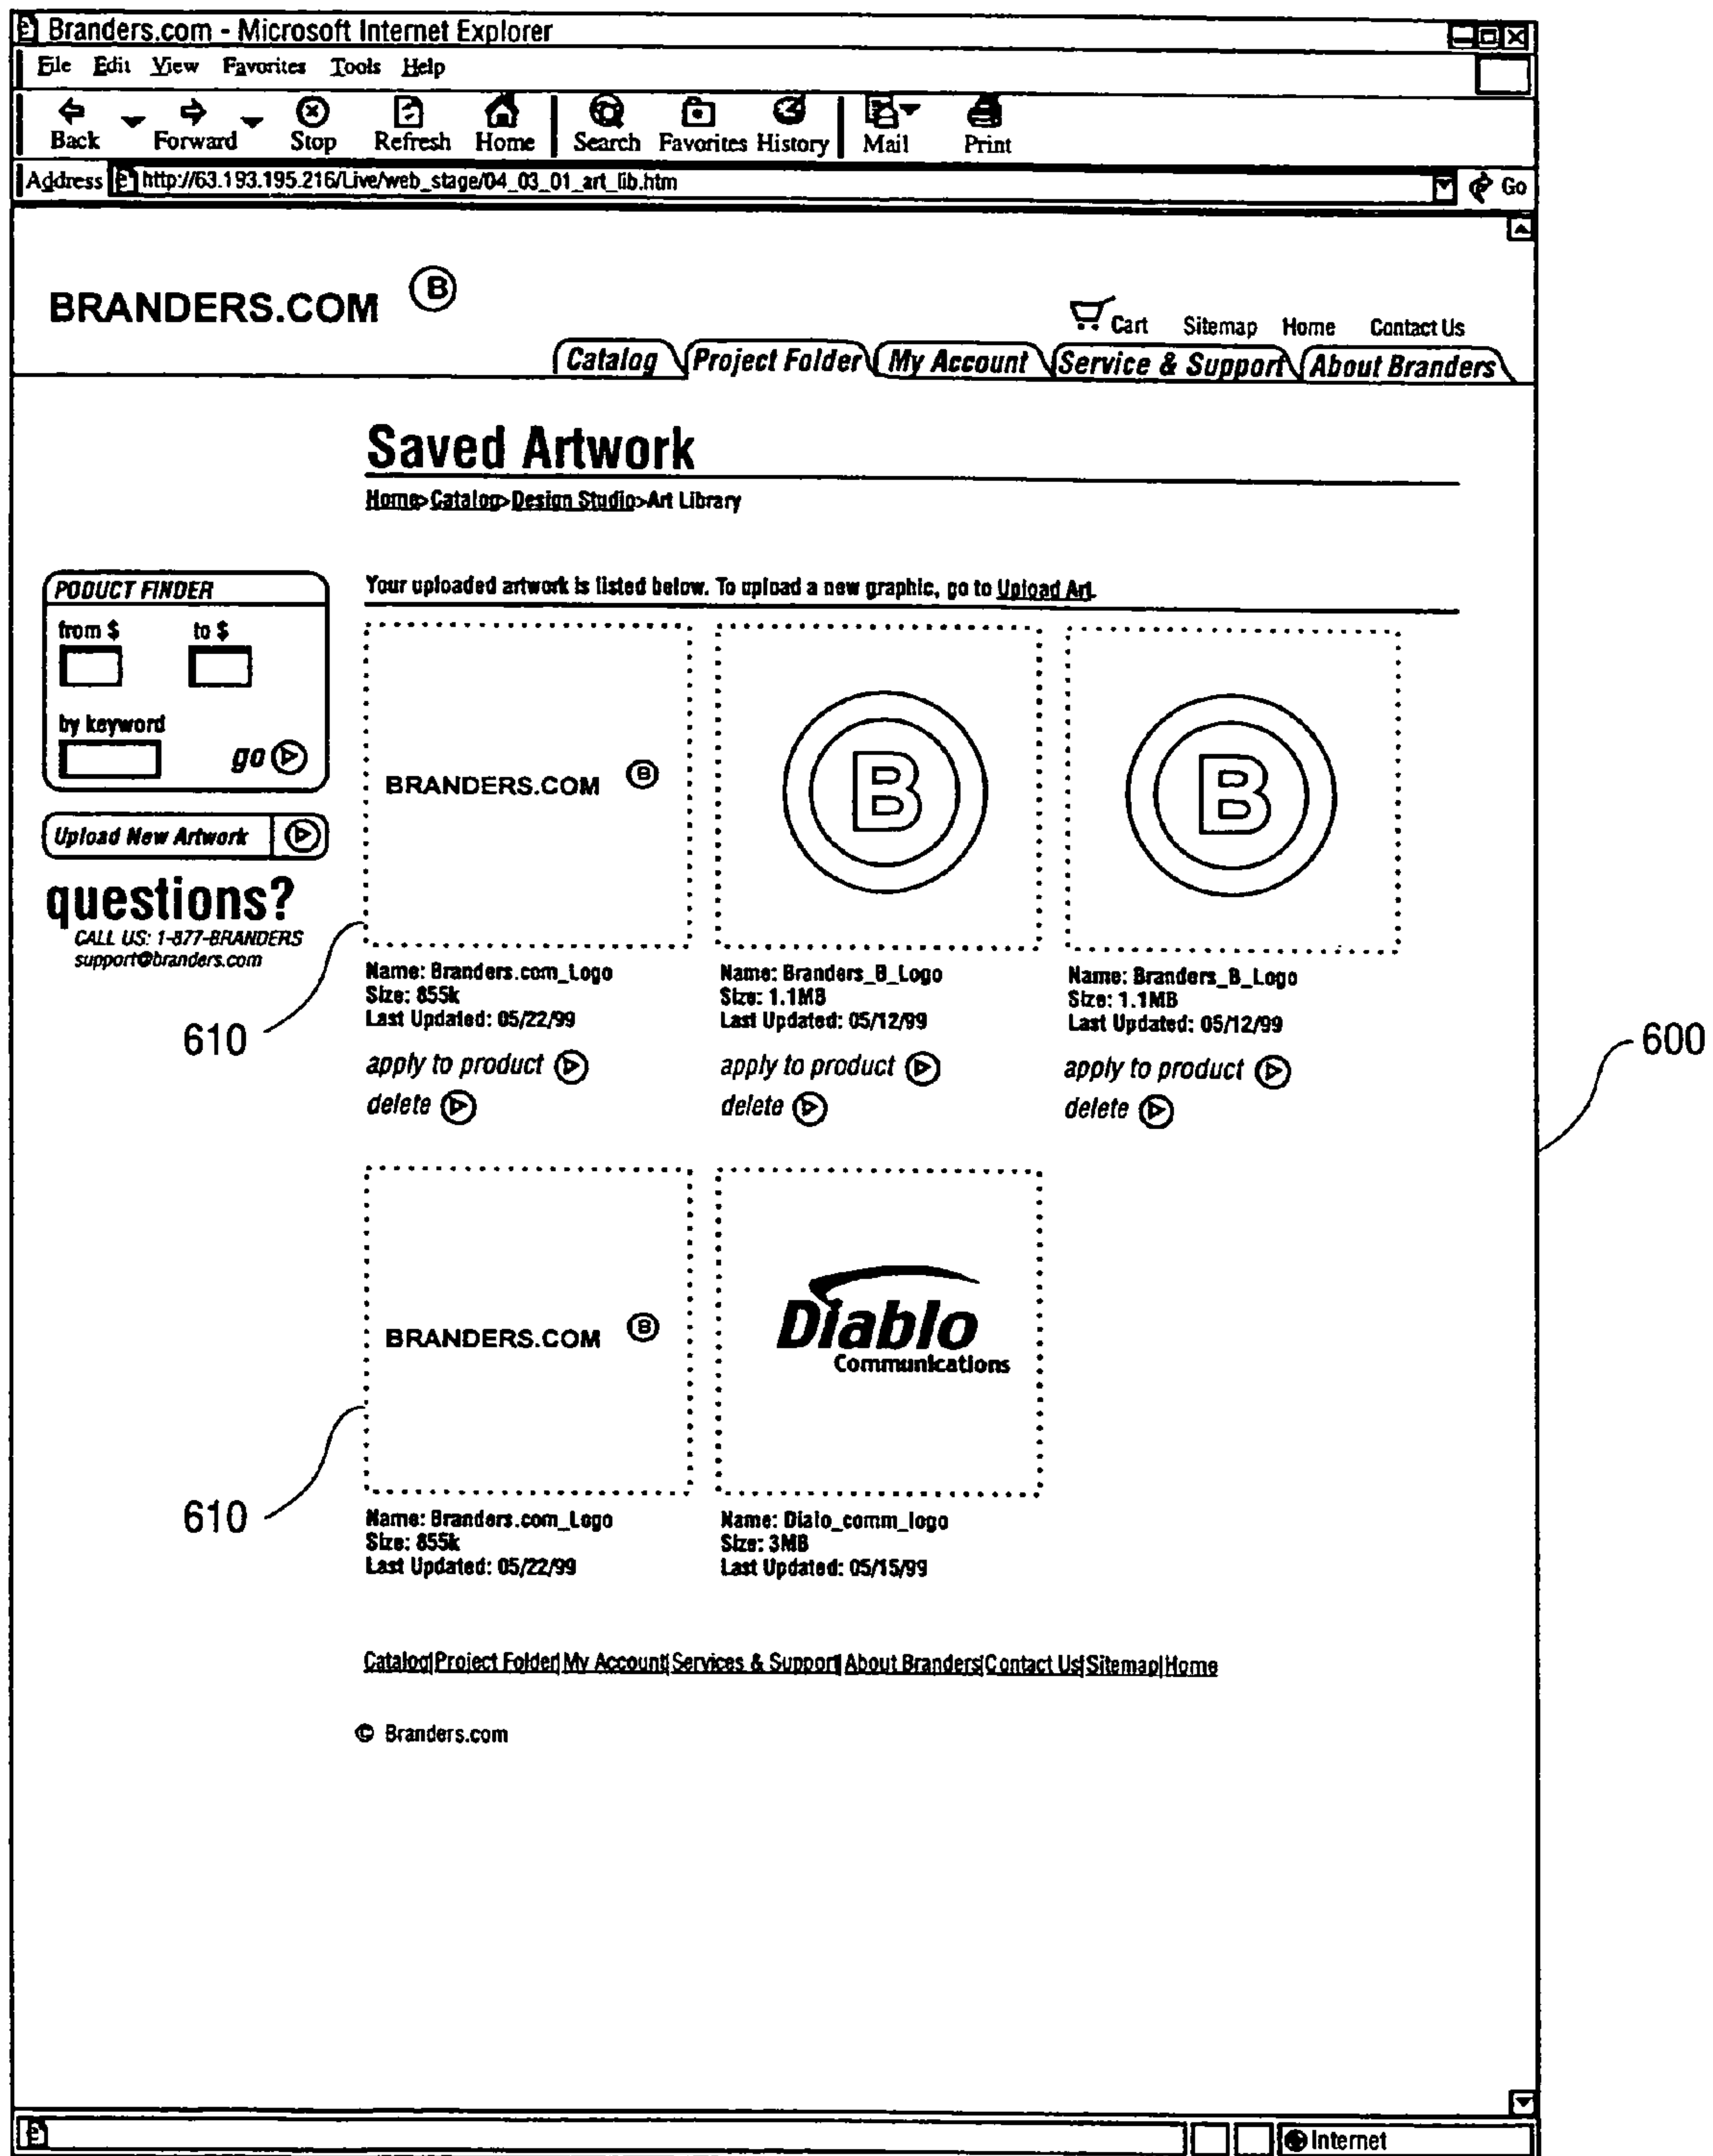 Branders.com - Microsoft Internet Explorer
File Edit View Favorites Tools Help
Back Forward Stop Refresh Home Search Favorites History Mail Print
Address http://63.193.195.216/Live/web_stage/04_03_01_art_lib.htm Go
BRANDERS.COM B
Cart Sitemap Home Contact Us
Catalog Project Folder My Account Service & Support About Branders
Saved Artwork
Home>Catalog>Design Studio>Art Library
PODUCT FINDER
from $ to $
by keyword
go
Upload New Artwork
questions?
CALL US: 1-877-BRANDERS
support@branders.com
Your uploaded artwork is listed below. To upload a new graphic, go to Upload Art.
BRANDERS.COM B
B
B
Name: Branders.com_Logo
Size: 855k
Last Updated: 05/22/99
apply to product
delete
Name: Branders_B_Logo
Size: 1.1MB
Last Updated: 05/12/99
apply to product
delete
Name: Branders_B_Logo
Size: 1.1MB
Last Updated: 05/12/99
apply to product
delete
610
600
BRANDERS.COM B
Diablo
Communications
610
Name: Branders.com_Logo
Size: 855k
Last Updated: 05/22/99
Name: Dialo_comm_logo
Size: 3MB
Last Updated: 05/15/99
Catalog|Project Folder|My Account|Services & Support|About Branders|Contact Us|Sitemap|Home
© Branders.com
Internet